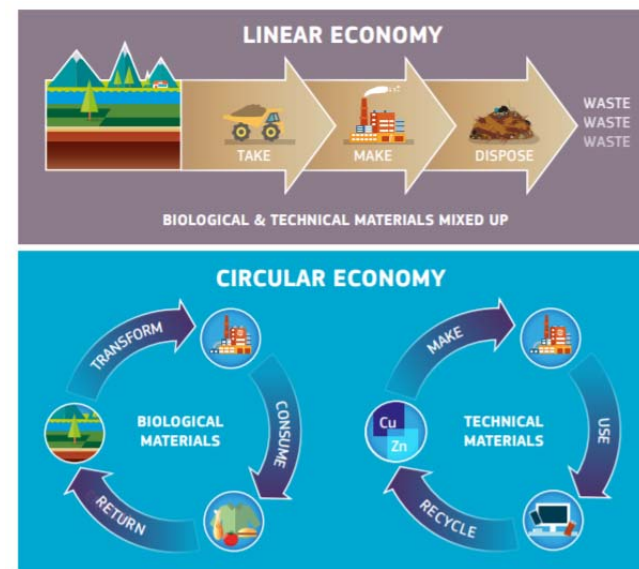 LINEAR ECONOMY
TAKE
MAKE
DISPOSE
WASTE
WASTE
WASTE
BIOLOGICAL & TECHNICAL MATERIALS MIXED UP
CIRCULAR ECONOMY
TRANSFORM
CONSUME
RETURN
BIOLOGICAL
MATERIALS
MAKE
USE
RECYCLE
Cu
Zn
TECHNICAL
MATERIALS